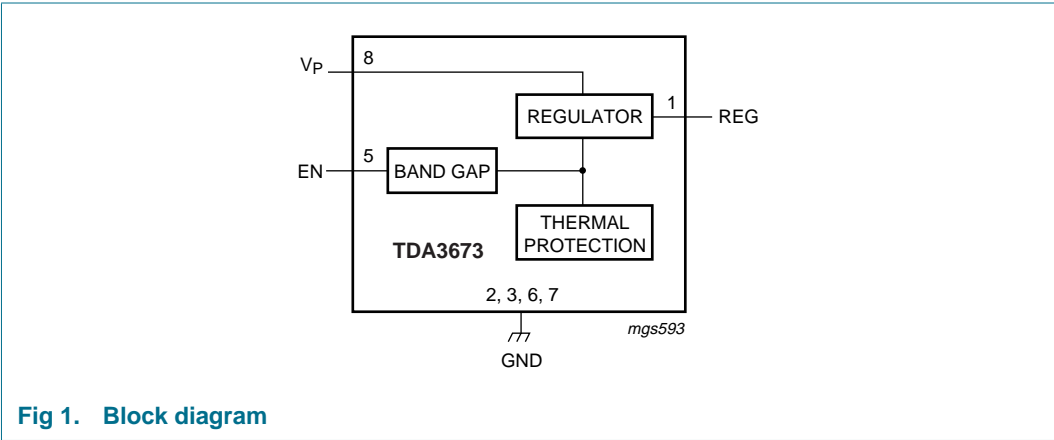 VP
8
REGULATOR
1
REG
EN
5
BAND GAP
THERMAL
PROTECTION
TDA3673
2, 3, 6, 7
mgs593
GND
Fig 1. Block diagram